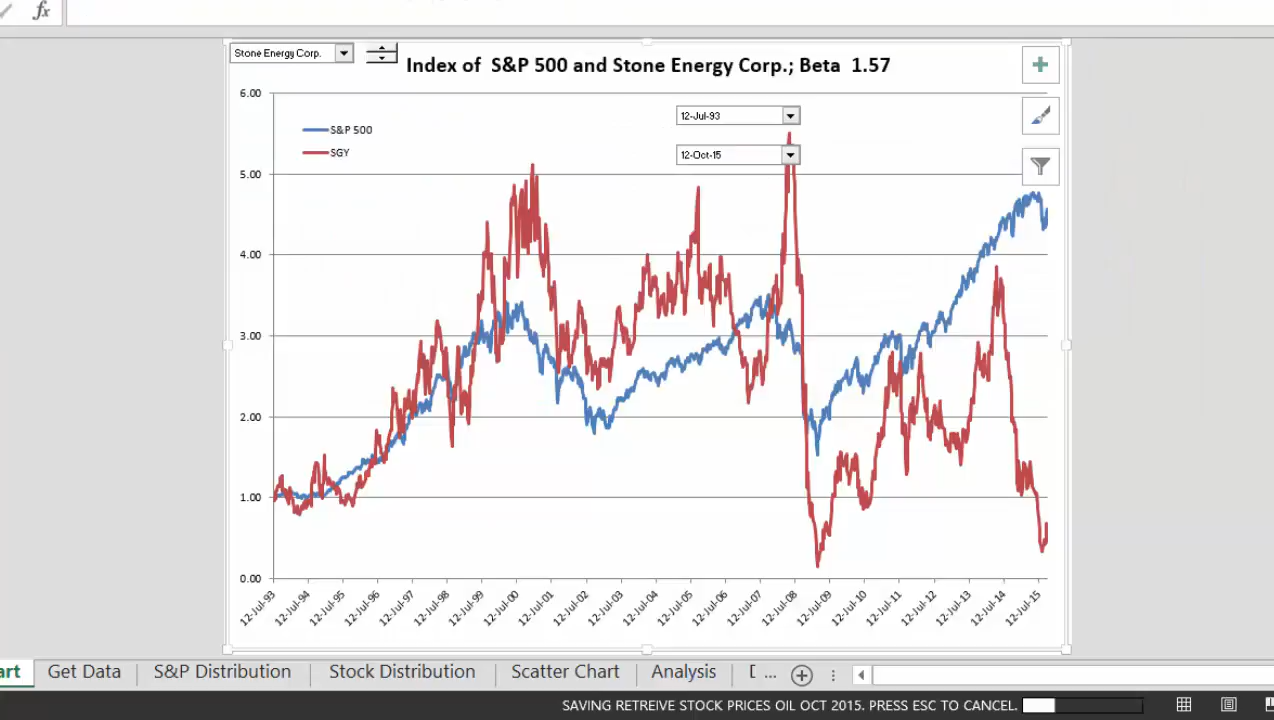 fx
Stone Energy Corp.
Index of S&P 500 and Stone Energy Corp.; Beta 1.57
6.00
5.00
4.00
3.00
2.00
1.00
0.00
S&P 500
SGY
12-Jul-93
12-Oct-15
12-Jul-93
12-Jul-94
12-Jul-95
12-Jul-96
12-Jul-97
12-Jul-98
12-Jul-99
12-Jul-00
12-Jul-01
12-Jul-02
12-Jul-03
12-Jul-04
12-Jul-05
12-Jul-06
12-Jul-07
12-Jul-08
12-Jul-09
12-Jul-10
12-Jul-11
12-Jul-12
12-Jul-13
12-Jul-14
12-Jul-15
art Get Data S&P Distribution Stock Distribution Scatter Chart Analysis ...
SAVING RETREIVE STOCK PRICES OIL OCT 2015. PRESS ESC TO CANCEL.